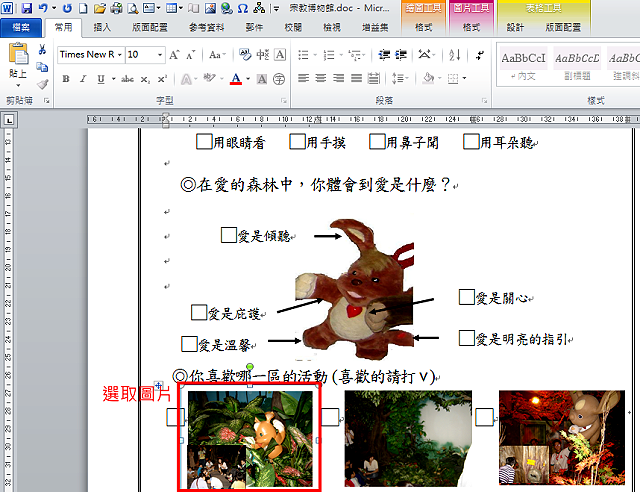 宗教博物館.doc - Micr...
繪圖工具 圖片工具 表格工具
檔案 常用 插入 版面配置 參考資料 郵件 校閱 檢視 增益集 格式 格式 設計 版面配置
Times New R 10
AaBbCcI AaBbCcD AaBbCcD
貼上 內文 副標題 強調斜
剪貼簿 字型 段落 樣式
□用眼睛看 □用手摸 □用鼻子聞 □用耳朵聽
◎在愛的森林中，你體會到愛是什麼？
□愛是傾聽
□愛是關心
□愛是庇護
□愛是明亮的指引
□愛是溫馨
◎你喜歡哪一區的活動(喜歡的請打∨)
選取圖片